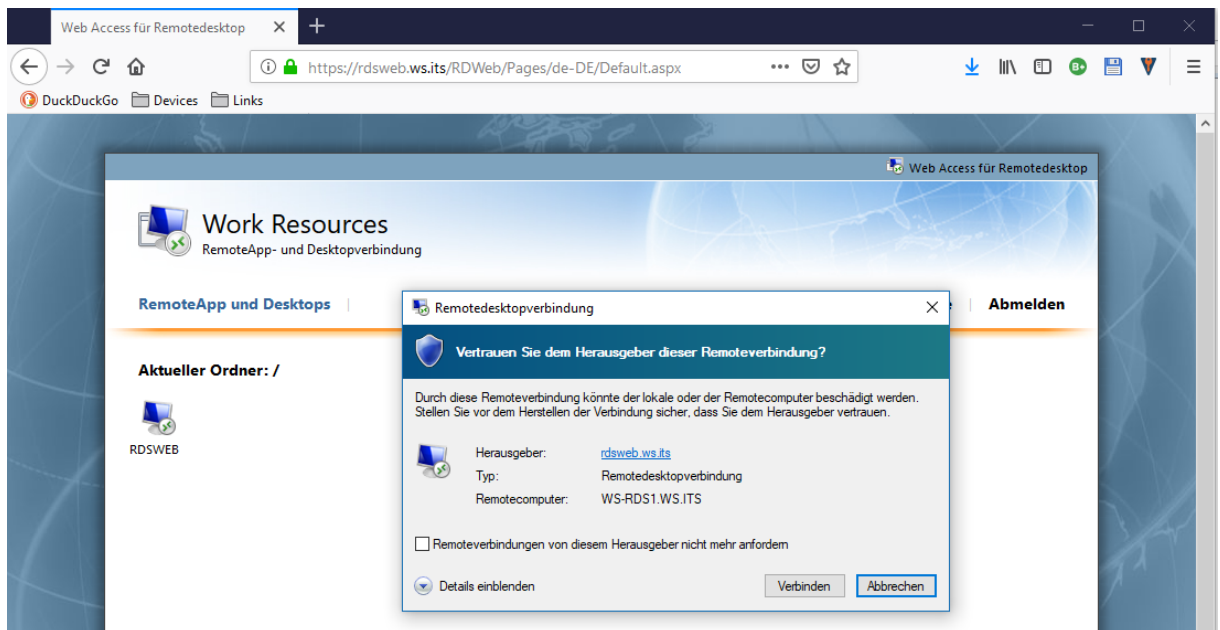 Web Access für Remotedesktop
https://rdsweb.ws.its/RDWeb/Pages/de-DE/Default.aspx
DuckDuckGo Devices Links
Web Access für Remotedesktop
Work Resources
RemoteApp- und Desktopverbindung
RemoteApp und Desktops
Abmelden
Aktueller Ordner: /
RDSWEB
Remotedesktopverbindung
Vertrauen Sie dem Herausgeber dieser Remoteverbindung?
Durch diese Remoteverbindung könnte der lokale oder der Remotecomputer beschädigt werden.
Stellen Sie vor dem Herstellen der Verbindung sicher, dass Sie dem Herausgeber vertrauen.
Herausgeber: rdsweb.ws.its
Typ: Remotedesktopverbindung
Remotecomputer: WS-RDS1.WS.ITS
Remoteverbindungen von diesem Herausgeber nicht mehr anfordern
Details einblenden
Verbinden
Abbrechen